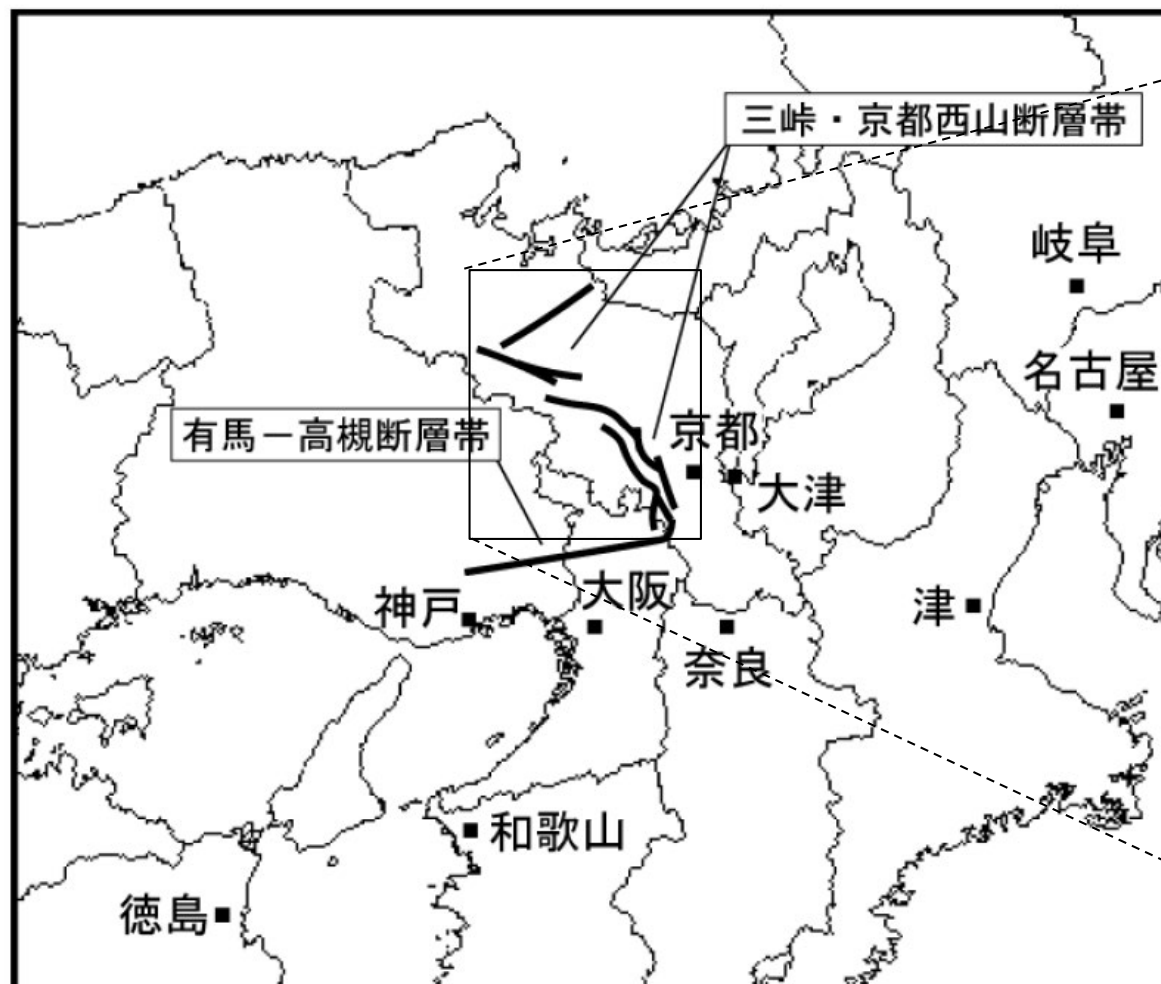 三峠・京都西山断層帯
岐阜
名古屋
有馬－高槻断層帯
京都
大津
神戸
大阪
津
奈良
和歌山
徳島